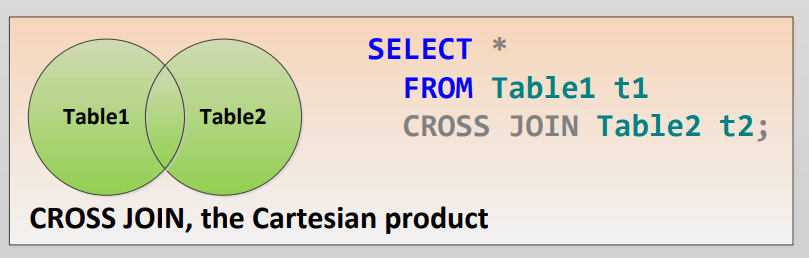 Table1
Table2
SELECT *
FROM Table1 t1
CROSS JOIN Table2 t2;
CROSS JOIN, the Cartesian product